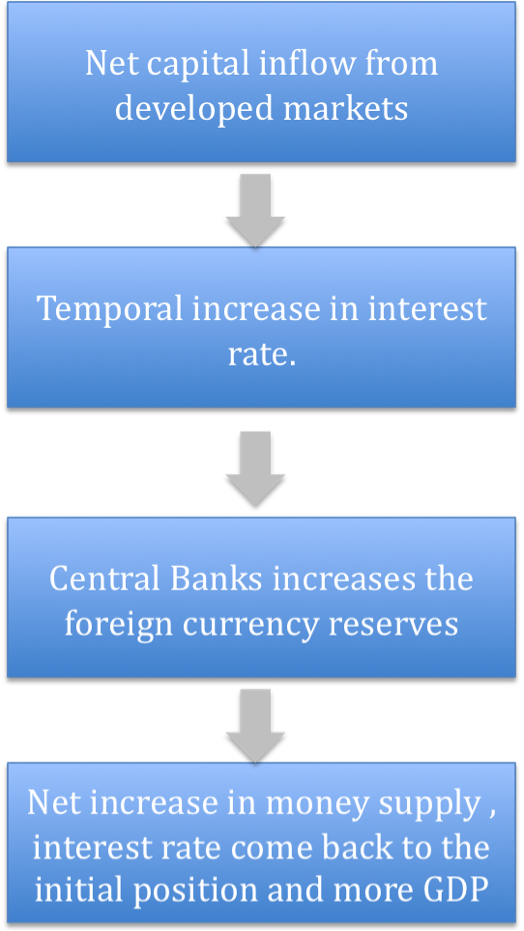 Net capital inflow from
developed markets
Temporal increase in interest
rate.
Central Banks increases the
foreign currency reserves
Net increase in money supply ,
interest rate come back to the
initial position and more GDP